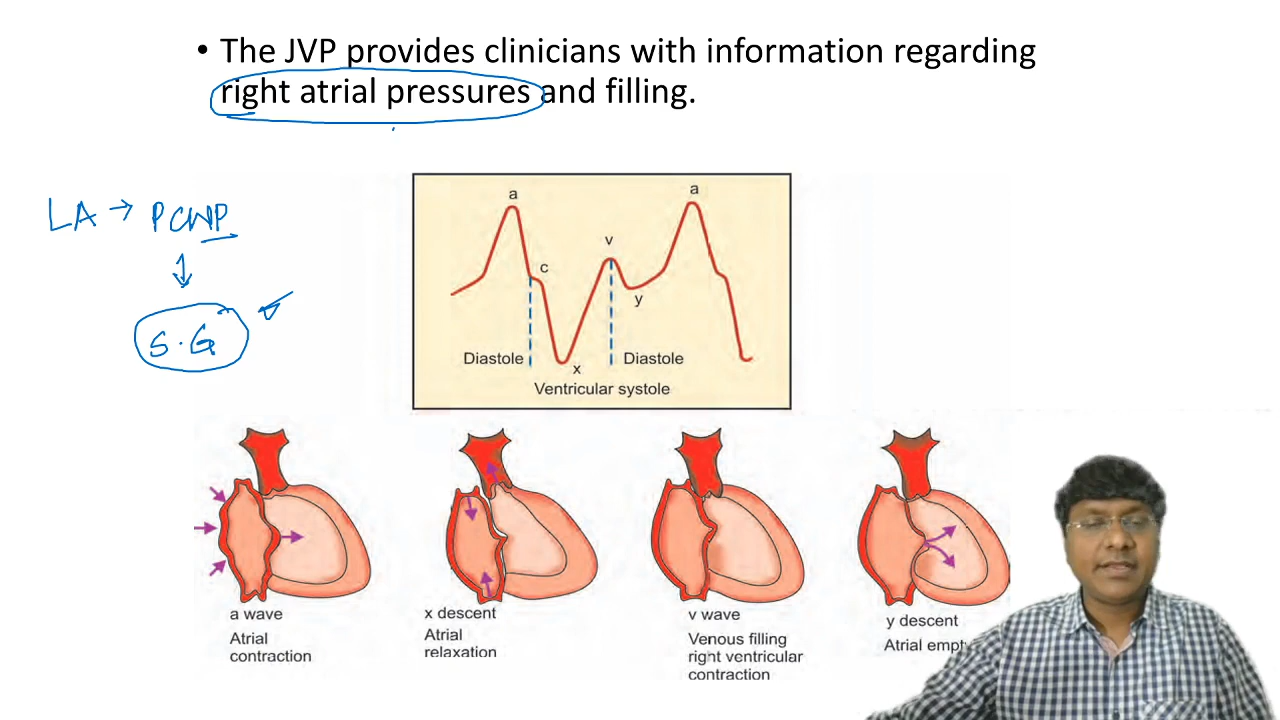 • The JVP provides clinicians with information regarding
right atrial pressures and filling.
LA → PCWP
S.G
a
a
v
c
y
Diastole
Diastole
x
Ventricular systole
a wave
Atrial
contraction
x descent
Atrial
relaxation
v wave
Venous filling
right ventricular
contraction
y descent
Atrial